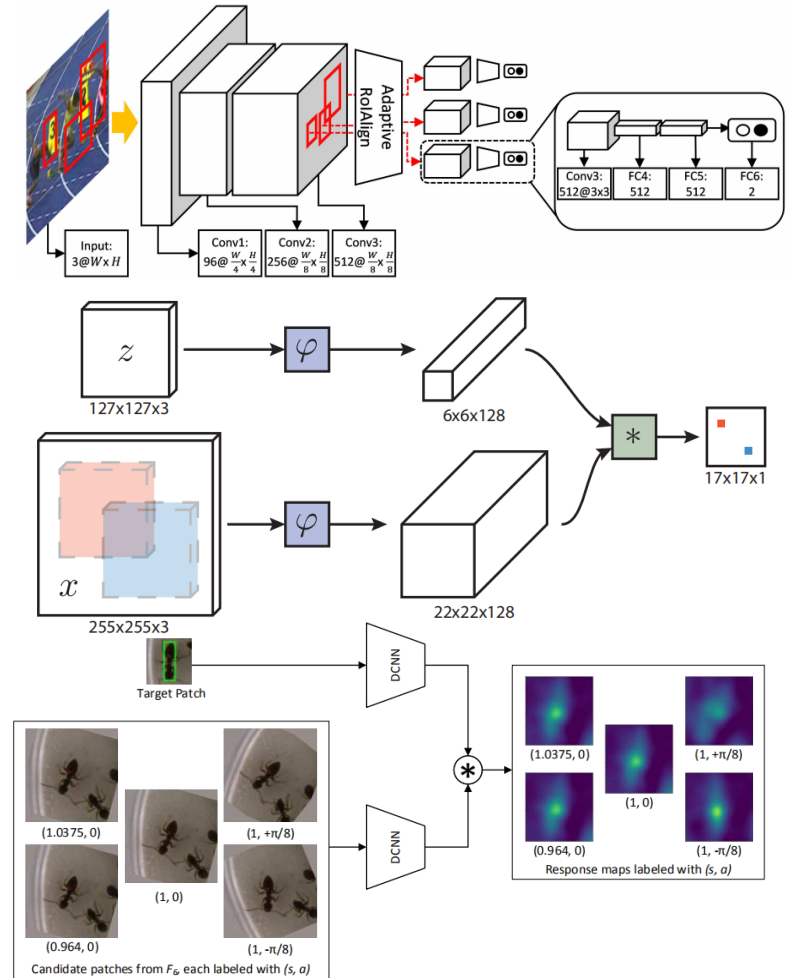 Adaptive
RoIAlign
Input:
3@W x H
Conv1:
96@ W/4 x H/4
Conv2:
256@ W/8 x H/8
Conv3:
512@ W/8 x H/8
Conv3:
512@3x3
FC4:
512
FC5:
512
FC6:
2
z
127x127x3
φ
6x6x128
*
17x17x1
x
255x255x3
φ
22x22x128
Target Patch
DCNN
(1.0375, 0)
(1, +π/8)
(1, 0)
(0.964, 0)
(1, -π/8)
Candidate patches from F6, each labeled with (s, a)
DCNN
*
(1.0375, 0)
(1, +π/8)
(1, 0)
(0.964, 0)
(1, -π/8)
Response maps labeled with (s, a)